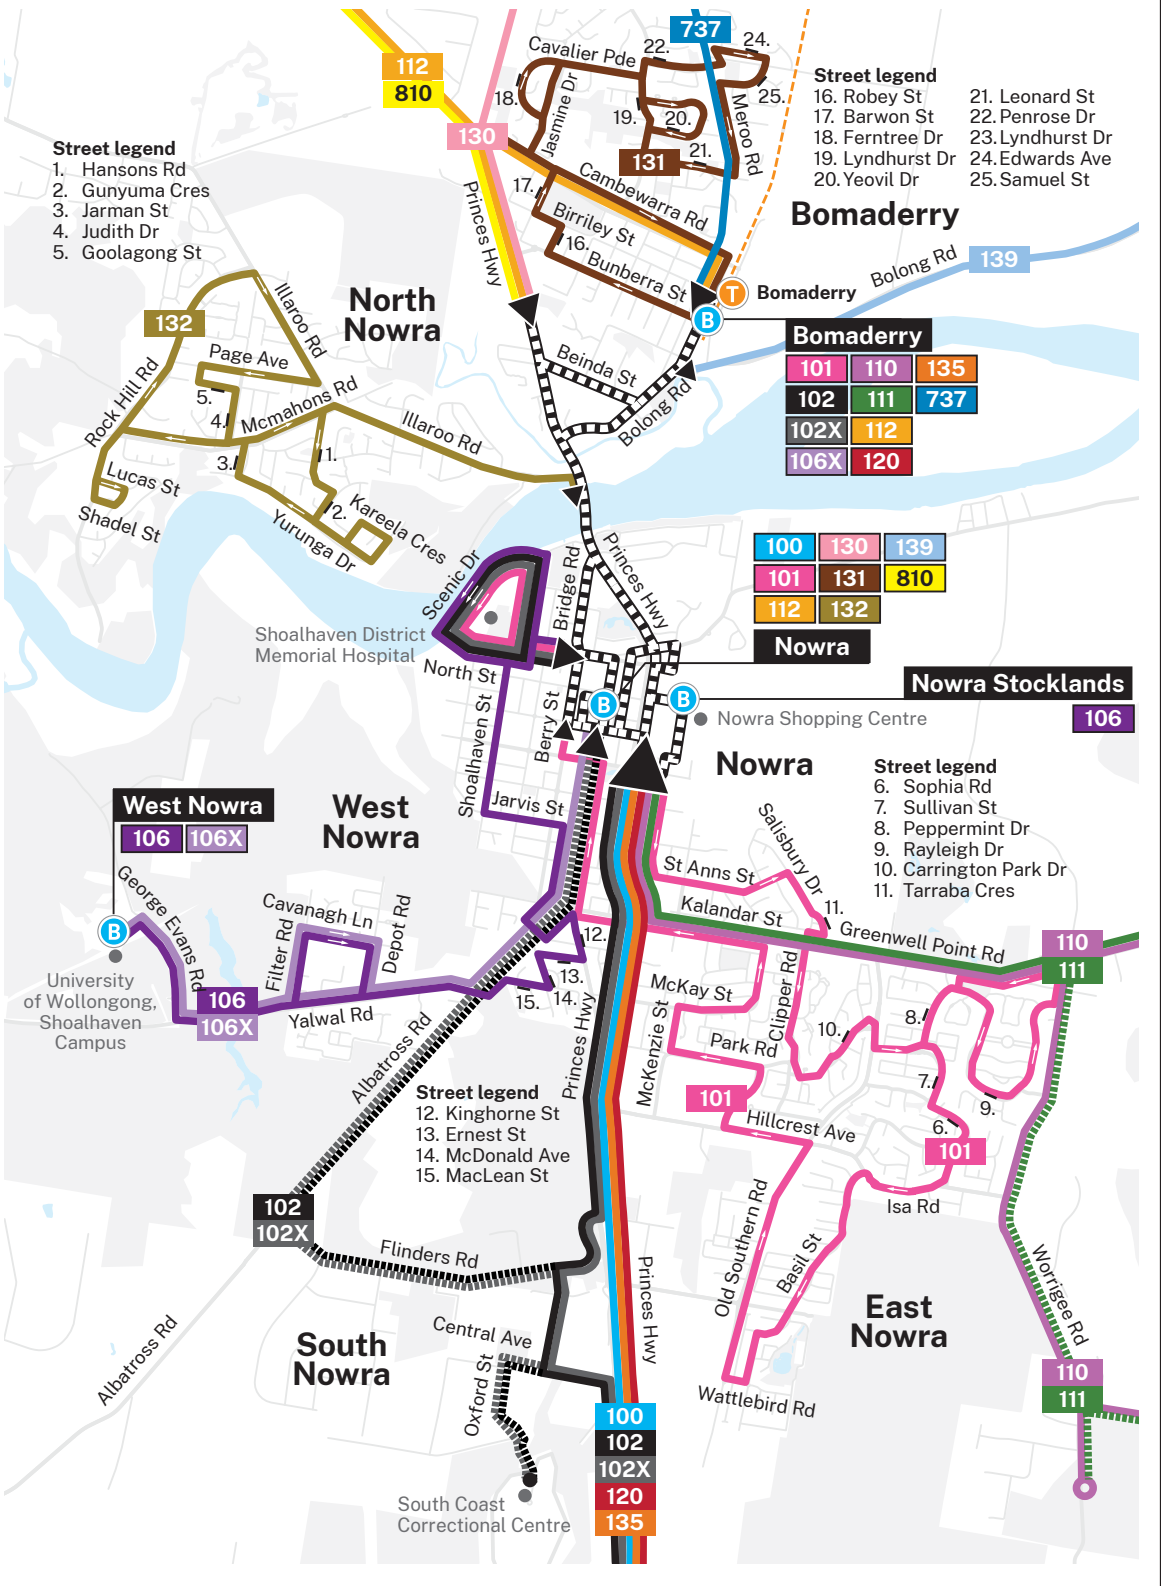 737
112
810
130
Cavalier Pde
22.
24.
18.
Jasmine Dr
19.
20.
25.
Meroo Rd
131
21.
17.
Cambewarra Rd
Birriley St
16.
Bunberra St
Princes Hwy
Street legend
16. Robey St
17. Barwon St
18. Ferntree Dr
19. Lyndhurst Dr
20. Yeovil Dr
21. Leonard St
22. Penrose Dr
23. Lyndhurst Dr
24. Edwards Ave
25. Samuel St
Bomaderry
Street legend
1. Hansons Rd
2. Gunyuma Cres
3. Jarman St
4. Judith Dr
5. Goolagong St
T
Bomaderry
B
Bolong Rd
139
Bomaderry
101 110 135
102 111 737
102X 112
106X 120
North
Nowra
132
Illaroo Rd
Page Ave
Rock Hill Rd
5.
4.
Mcmahons Rd
Illaroo Rd
3.
1.
Lucas St
Shadel St
2.
Kareela Cres
Yurunga Dr
Beinda St
Bolong Rd
Scenic Dr
Bridge Rd
Princes Hwy
100 130 139
101 131 810
112 132
Nowra
Shoalhaven District
Memorial Hospital
North St
B
B
Nowra Stocklands
106
Nowra Shopping Centre
Berry St
Shoalhaven St
Jarvis St
Nowra
Street legend
6. Sophia Rd
7. Sullivan St
8. Peppermint Dr
9. Rayleigh Dr
10. Carrington Park Dr
11. Tarraba Cres
West Nowra
106 106X
West
Nowra
B
George Evans Rd
University
of Wollongong,
Shoalhaven
Campus
106
106X
Filter Rd
Cavanagh Ln
Depot Rd
Yalwal Rd
12.
13.
14.
15.
St Anns St
Salisbury Dr
11.
Kalandar St
Greenwell Point Rd
110
111
McKay St
McKenzie St
Clipper Rd
Park Rd
10.
8.
7.
9.
6.
101
101
Hillcrest Ave
Isa Rd
Albatross Rd
Princes Hwy
Street legend
12. Kinghorne St
13. Ernest St
14. McDonald Ave
15. MacLean St
102
102X
Flinders Rd
Old Southern Rd
Basil St
Princes Hwy
Worrigee Rd
East
Nowra
South
Nowra
Central Ave
Oxford St
Albatross Rd
Wattlebird Rd
110
111
100
102
102X
120
135
South Coast
Correctional Centre